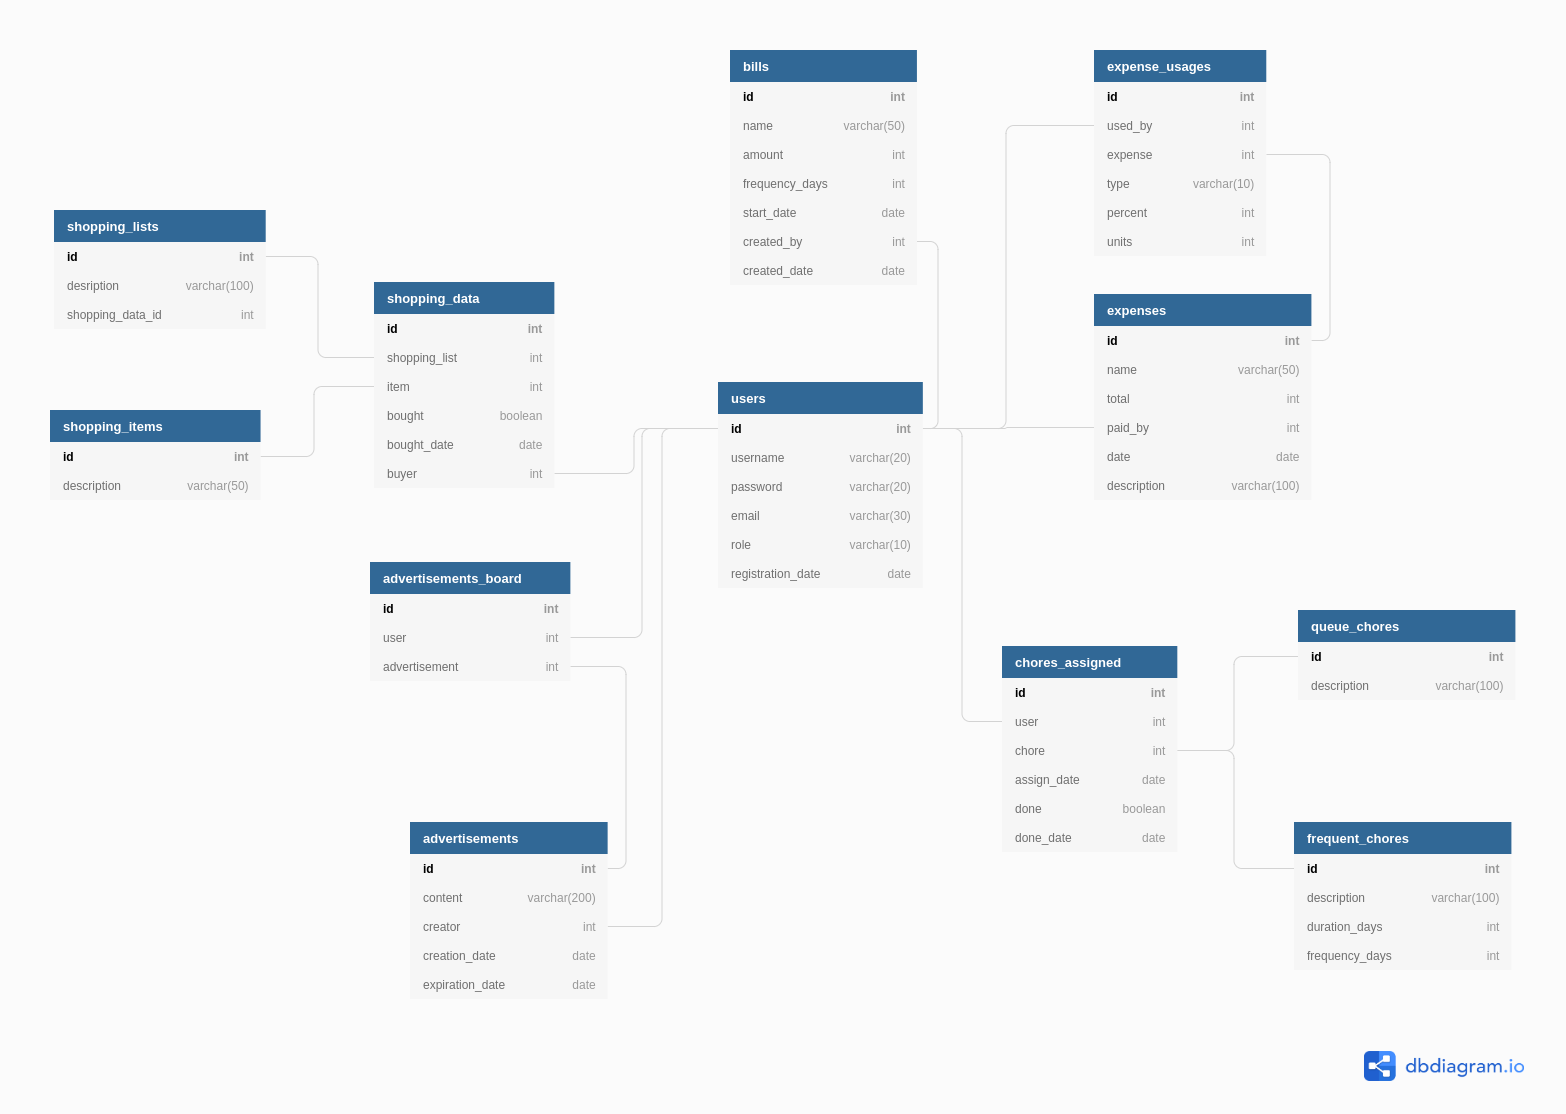 bills
id int
name varchar(50)
amount int
frequency_days int
start_date date
created_by int
created_date date
expense_usages
id int
used_by int
expense int
type varchar(10)
percent int
units int
shopping_lists
id int
desription varchar(100)
shopping_data_id int
shopping_data
id int
shopping_list int
item int
bought boolean
bought_date date
buyer int
expenses
id int
name varchar(50)
total int
paid_by int
date date
description varchar(100)
shopping_items
id int
description varchar(50)
users
id int
username varchar(20)
password varchar(20)
email varchar(30)
role varchar(10)
registration_date date
advertisements_board
id int
user int
advertisement int
queue_chores
id int
description varchar(100)
chores_assigned
id int
user int
chore int
assign_date date
done boolean
done_date date
advertisements
id int
content varchar(200)
creator int
creation_date date
expiration_date date
frequent_chores
id int
description varchar(100)
duration_days int
frequency_days int
dbdiagram.io